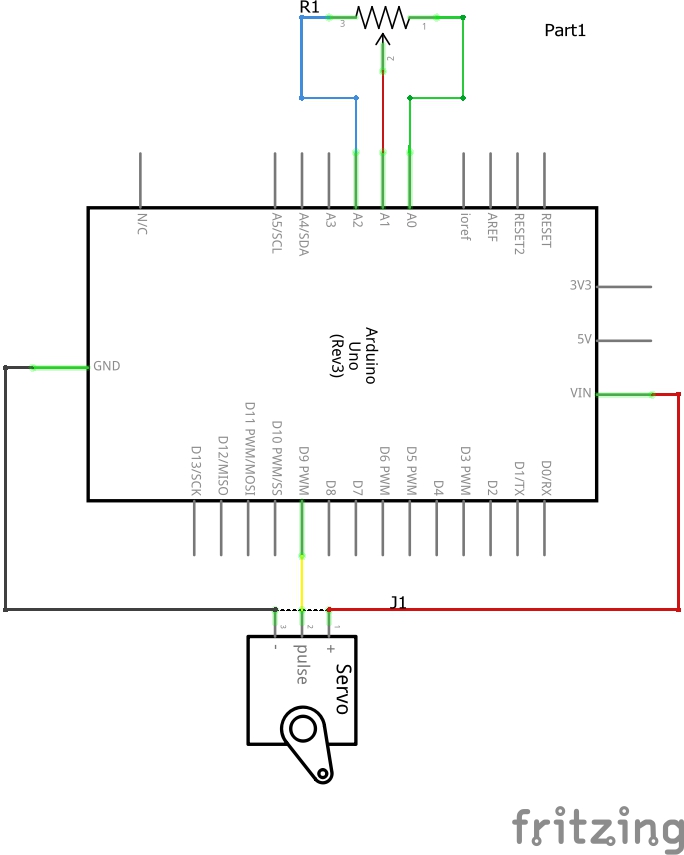 R1
3
1
2
Part1
N/C
A5/SCL
A4/SDA
A3
A2
A1
A0
ioref
AREF
RESET2
RESET
3V3
5V
VIN
GND
Arduino
Uno
(Rev3)
D13/SCK
D12/MISO
D11 PWM/MOSI
D10 PWM/SS
D9 PWM
D8
D7
D6 PWM
D5 PWM
D4
D3 PWM
D2
D1/TX
D0/RX
J1
3
2
1
-
pulse
+
Servo
fritzing